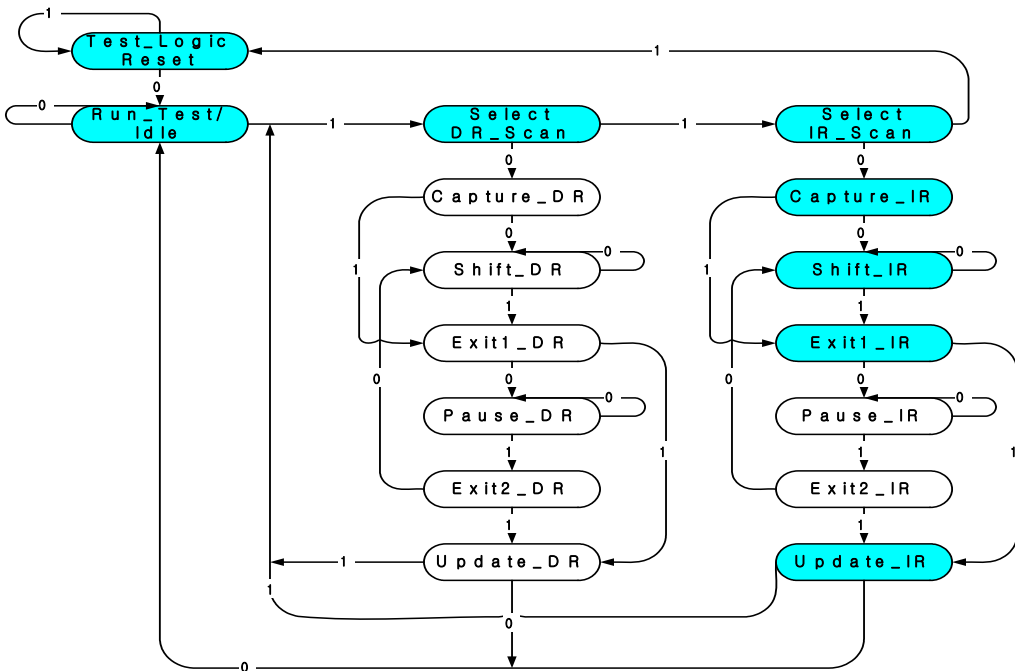 1
Test_Logic
Reset
1
0
0
Run_Test/
Idle
1
Select
DR_Scan
1
Select
IR_Scan
0
0
Capture_DR
Capture_IR
0
0
1
1
0
0
Shift_DR
Shift_IR
1
1
Exit1_DR
Exit1_IR
0
0
0
0
0
0
Pause_DR
Pause_IR
1
1
1
1
Exit2_DR
Exit2_IR
1
1
1
Update_DR
Update_IR
1
0
0